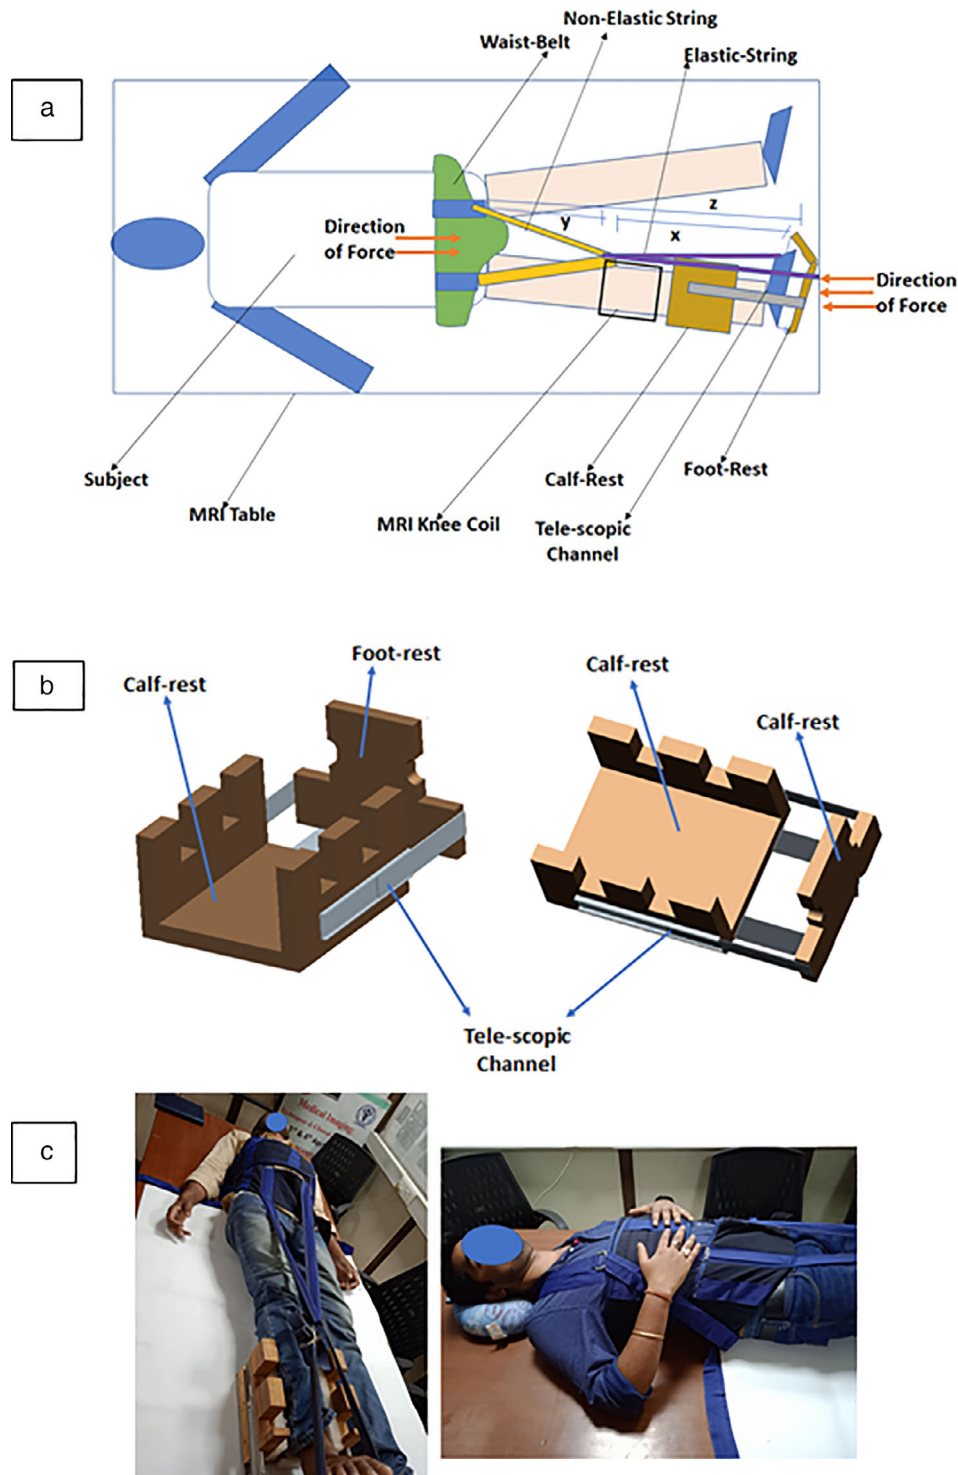 a
Non-Elastic String
Waist-Belt
Elastic-String
z
y
x
Direction
of Force
Direction
of Force
Subject
MRI Table
MRI Knee Coil
Calf-Rest
Foot-Rest
Tele-scopic
Channel
b
Foot-rest
Calf-rest
Calf-rest
Calf-rest
Tele-scopic
Channel
c
Medical Imaging: